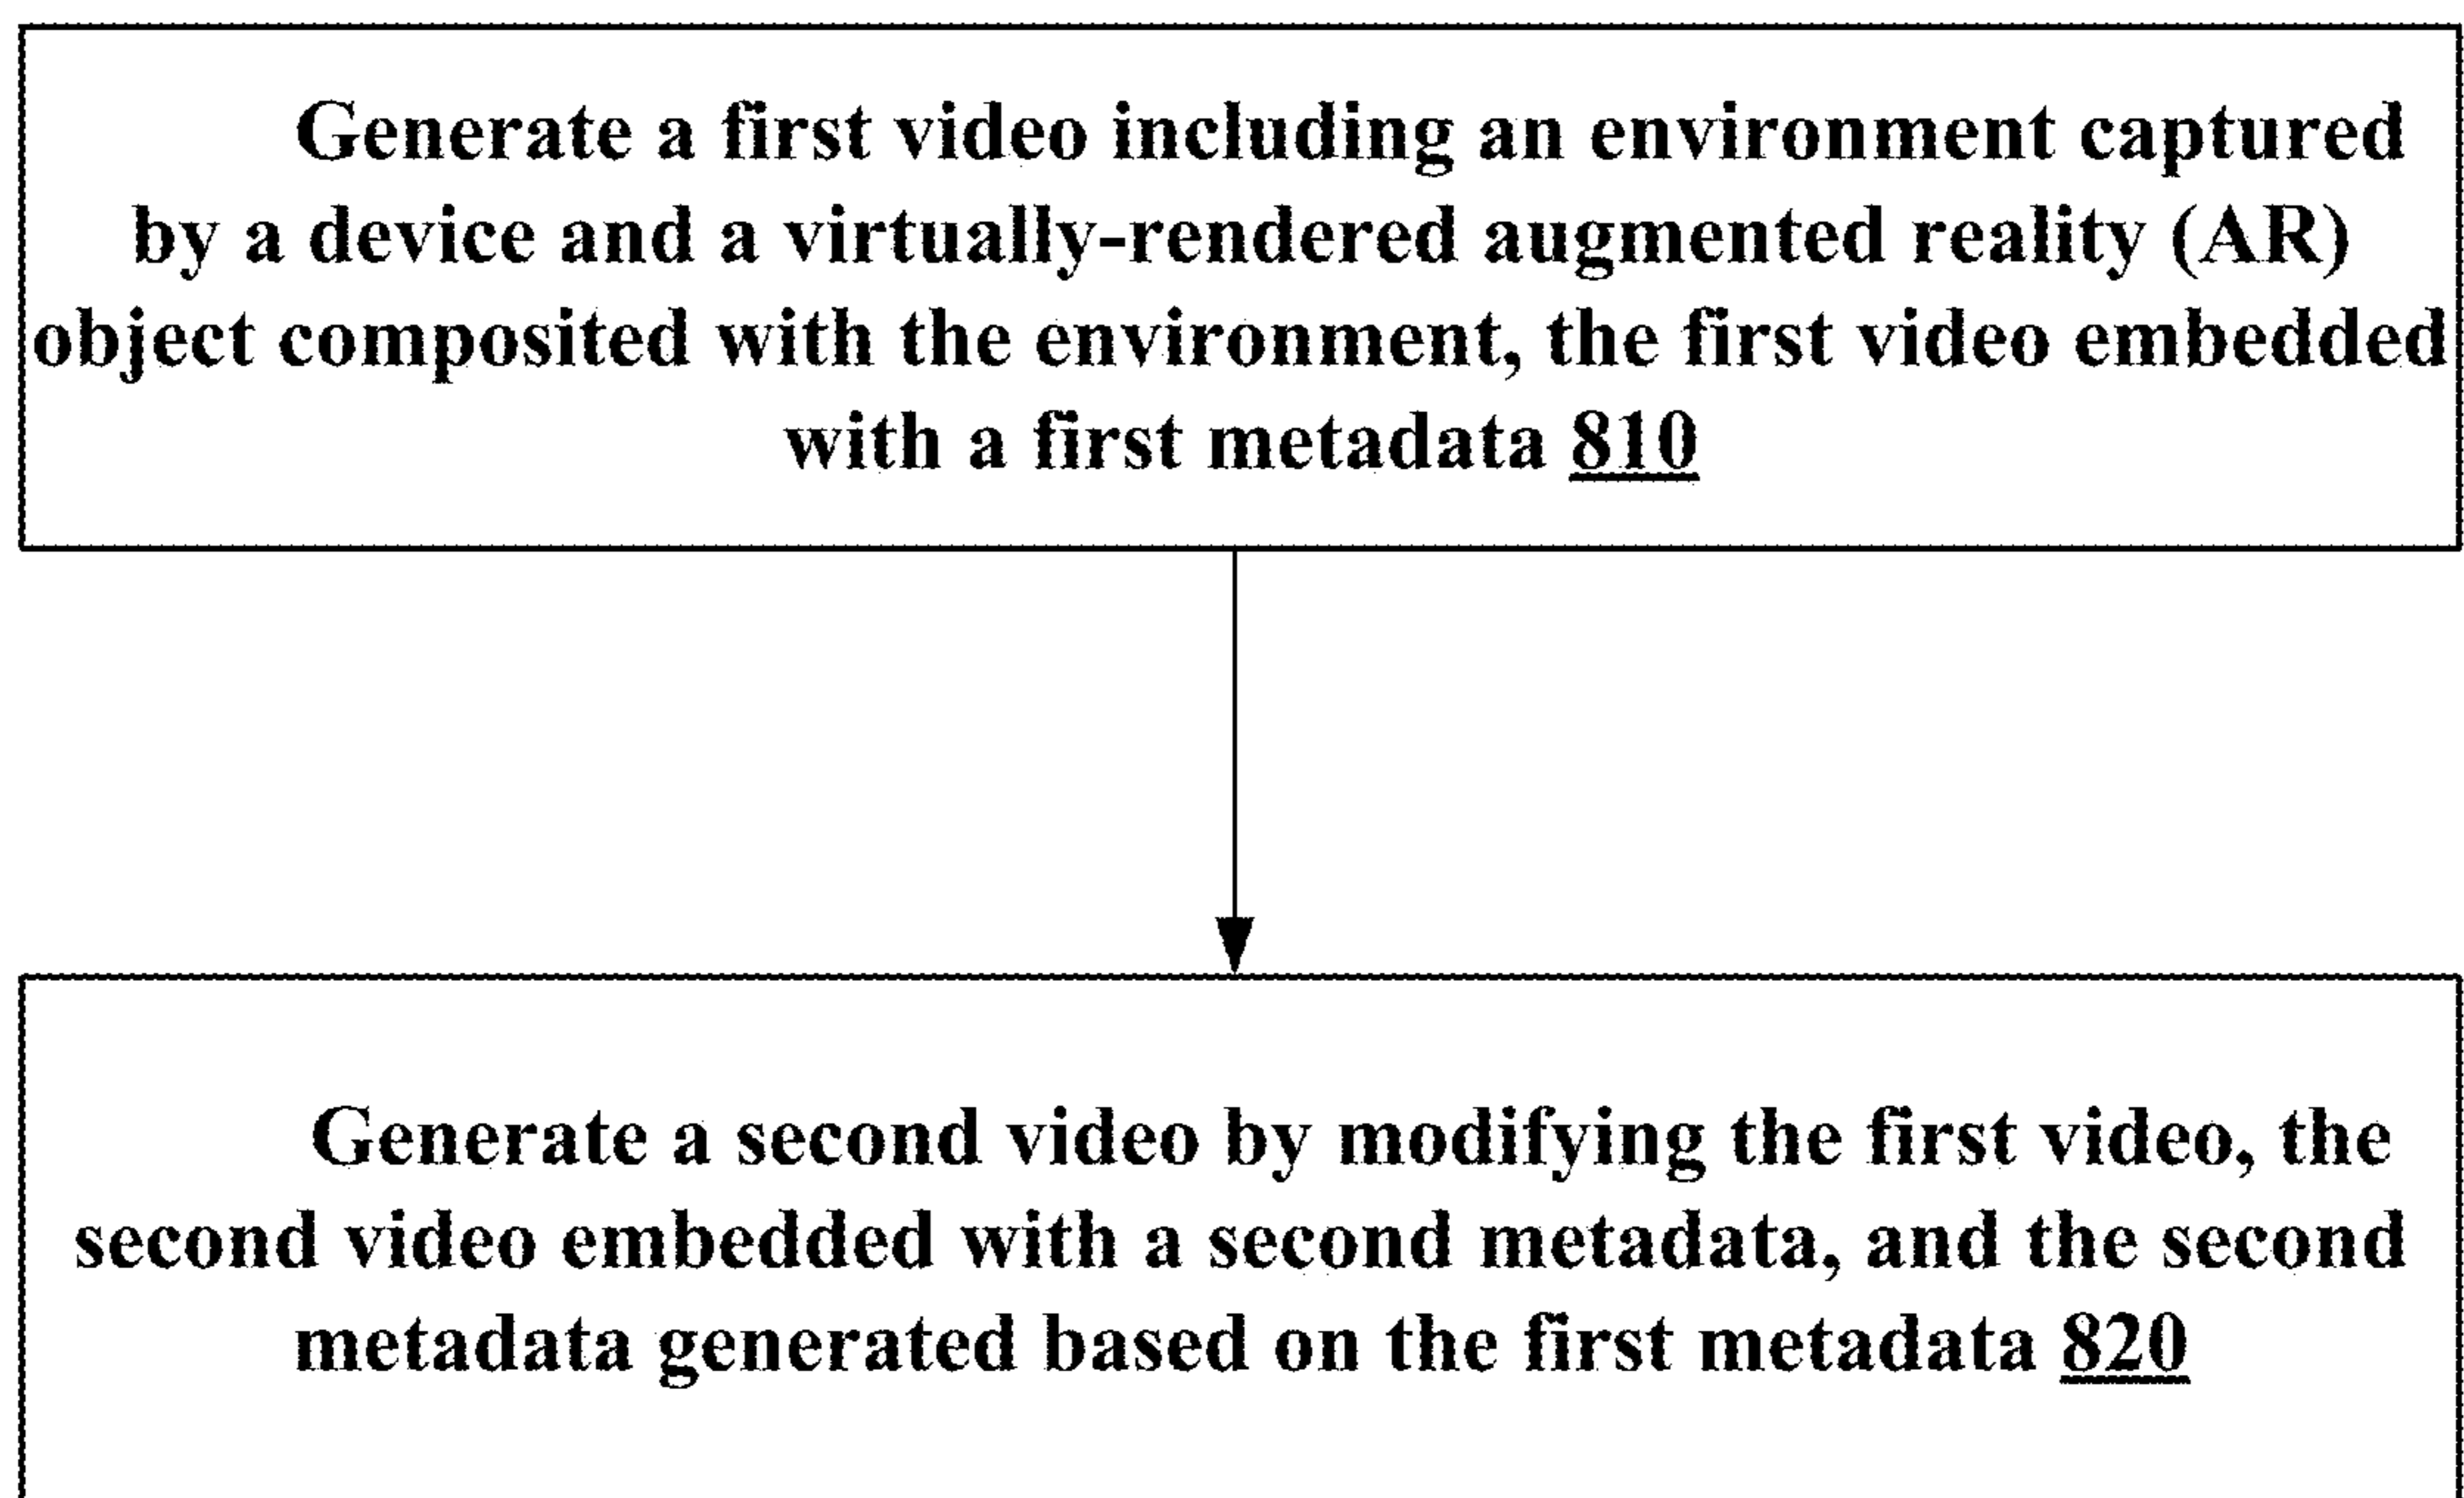 Generate a first video including an environment captured
by a device and a virtually-rendered augmented reality (AR)
object composited with the environment, the first video embedded
with a first metadata 810
Generate a second video by modifying the first video, the
second video embedded with a second metadata, and the second
metadata generated based on the first metadata 820